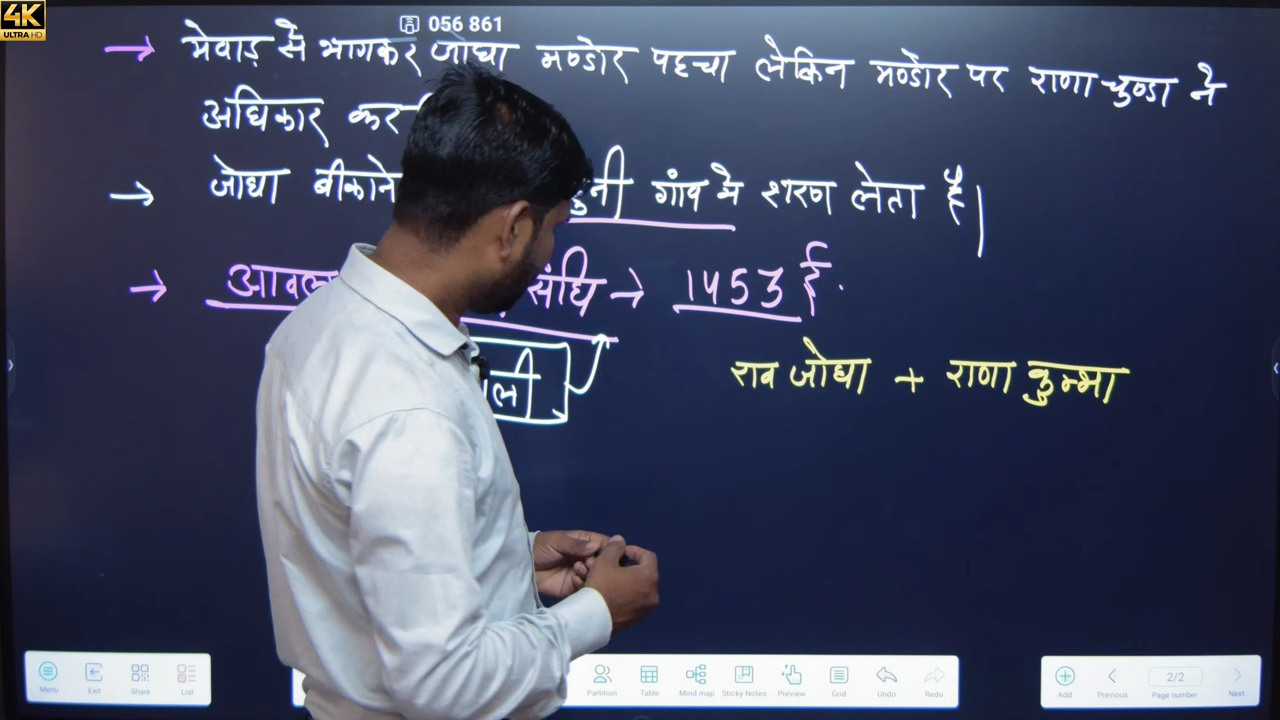 4K
ULTRA HD
056 861
→ मेवाड़ से भागकर जोधा मण्डोर पहचा लेकिन मण्डोर पर राणा चुण्डा ने
अधिकार कर
→ जोधा बीकाने नी गांव मे शरण लेता है।
→ आवल संधि → 1453 ई.
ली
राव जोधा + राणा कुम्भा
Menu Exit Share List Partition Table Mind map Sticky-Notes Preview Grid Undo Redo Add Previous 2/2 Page number Next